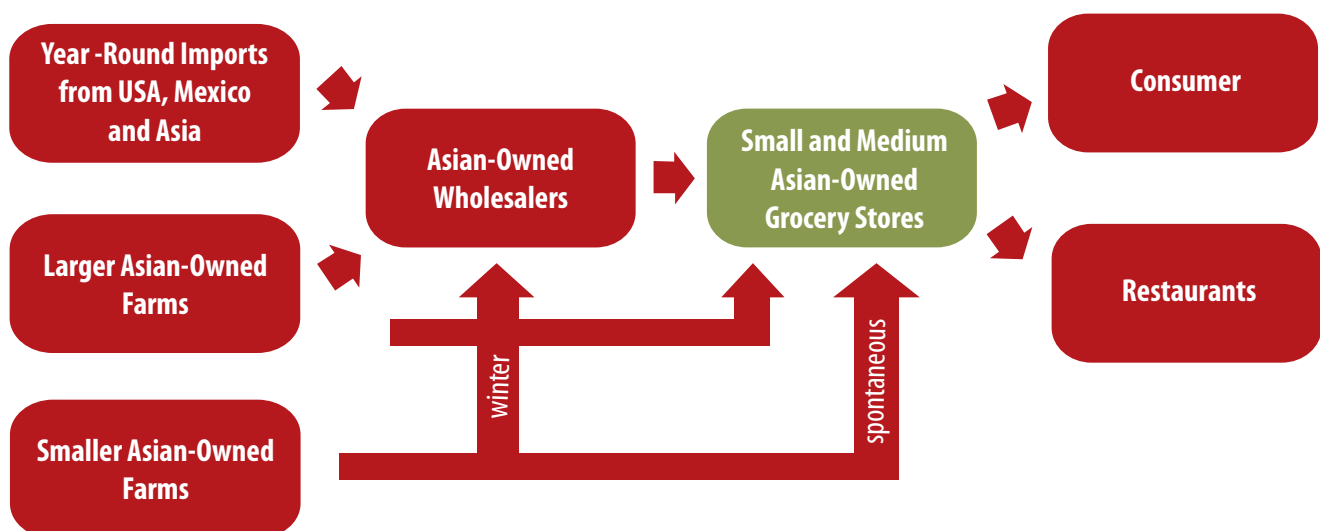 Year -Round Imports
from USA, Mexico
and Asia
Larger Asian-Owned
Farms
Smaller Asian-Owned
Farms
Asian-Owned
Wholesalers
winter
Small and Medium
Asian-Owned
Grocery Stores
spontaneous
Consumer
Restaurants